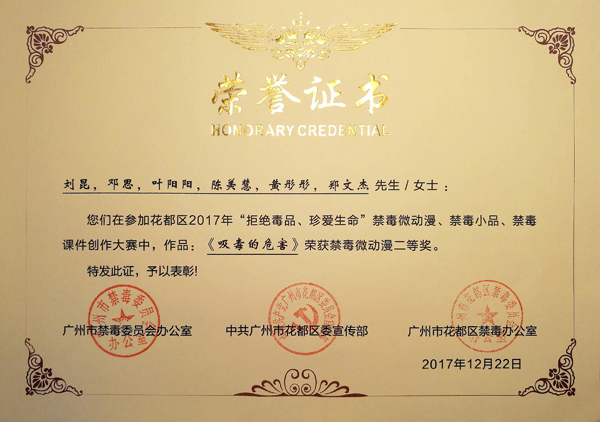 荣誉证书
HONORARY CREDENTIAL
刘昆，邓思，叶阳阳，陈美慧，黄彤彤，郑文杰 先生/女士：
您们在参加花都区2017年“拒绝毒品、珍爱生命”禁毒微动漫、禁毒小品、禁毒
课件创作大赛中，作品：《吸毒的危害》荣获禁毒微动漫二等奖。
特发此证，予以表彰!
广州市禁毒委员会办公室 中共广州市花都区委宣传部 广州市花都区禁毒办公室
2017年12月22日